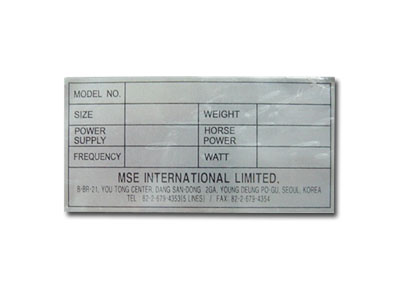 MODEL NO.
SIZE WEIGHT
POWER SUPPLY HORSE POWER
FREQUENCY WATT
MSE INTERNATIONAL LIMITED.
B-BR-21, YOU TONG CENTER, DANG SAN-DONG 2GA, YOUNG DEUNG PO-GU, SEOUL, KOREA
TEL 82-2-679-4353(5 LINES) / FAX 82-2-679-4354